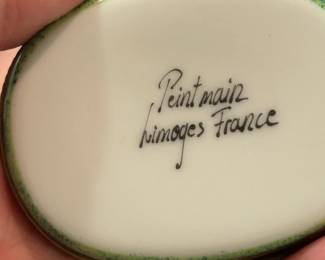 Peint main
Limoges France